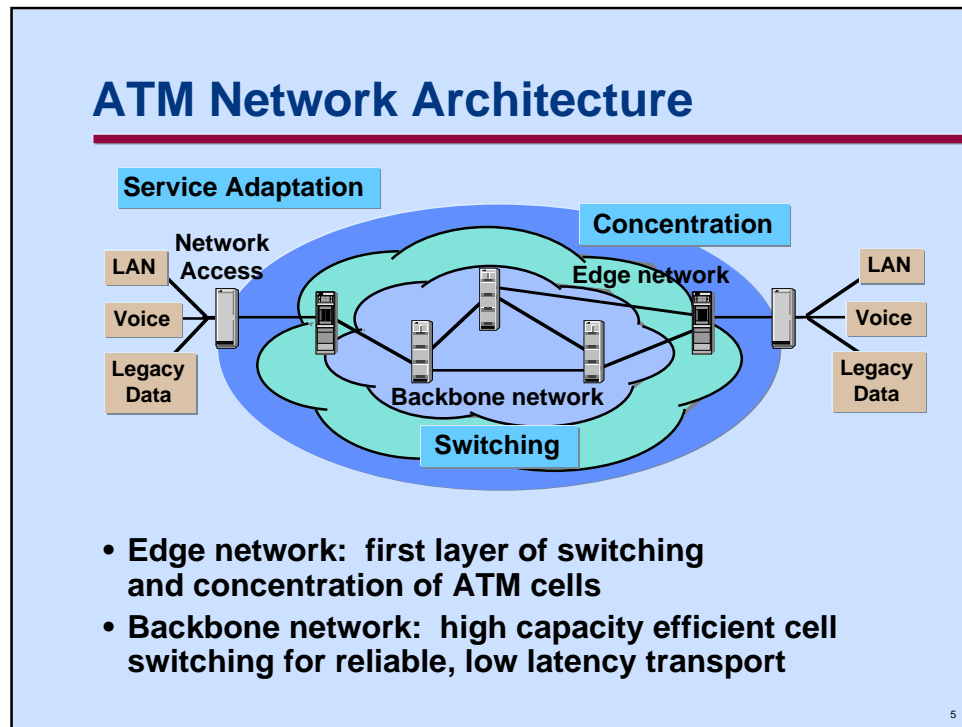 ATM Network Architecture
Service Adaptation
Concentration
Network
Access
Edge network
LAN
Voice
Legacy
Data
LAN
Voice
Legacy
Data
Backbone network
Switching
• Edge network: first layer of switching
and concentration of ATM cells
• Backbone network: high capacity efficient cell
switching for reliable, low latency transport
5